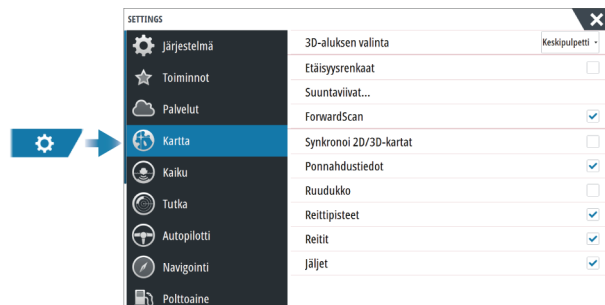 SETTINGS
Järjestelmä
Toiminnot
Palvelut
Kartta
Kaiku
Tutka
Autopilotti
Navigointi
Polttoaine
3D-aluksen valinta Keskipulpetti
Etäisyysrenkaat
Suuntaviivat...
ForwardScan
Synkronoi 2D/3D-kartat
Ponnahdustiedot
Ruudukko
Reittipisteet
Reitit
Jäljet